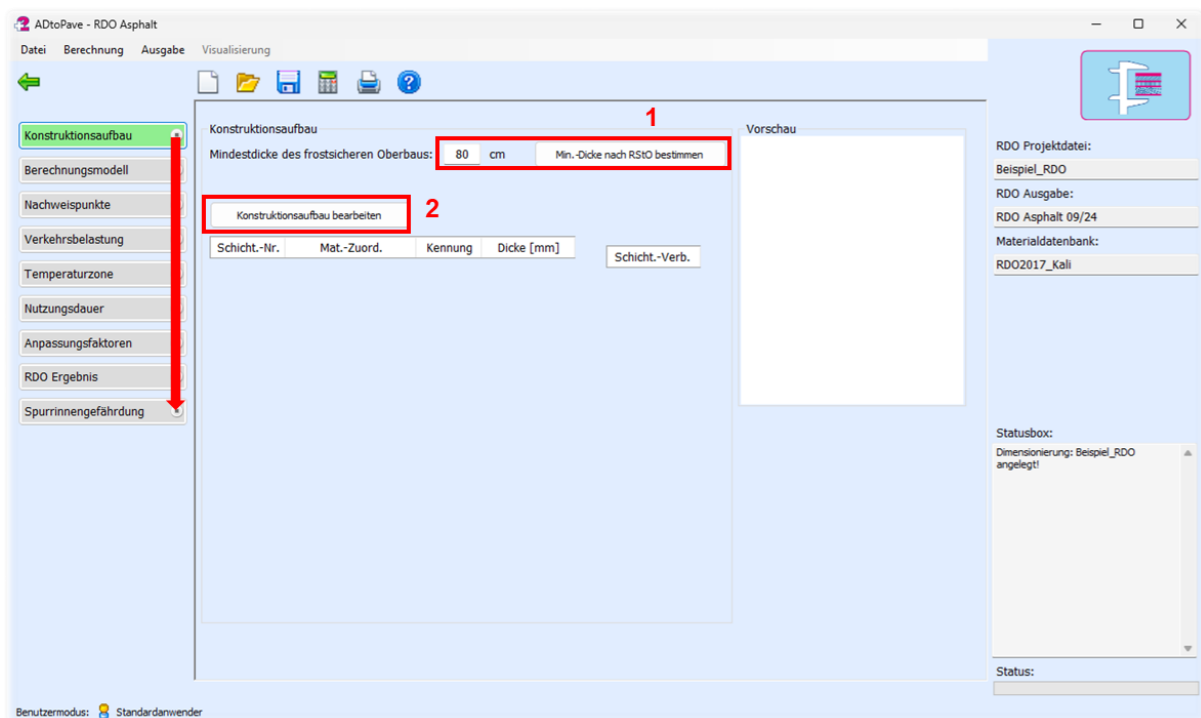 ADtoPave - RDO Asphalt
Datei Berechnung Ausgabe Visualisierung
Konstruktionsaufbau
Berechnungsmodell
Nachweispunkte
Verkehrsbelastung
Temperaturzone
Nutzungsdauer
Anpassungsfaktoren
RDO Ergebnis
Spurrinnengefährdung
Konstruktionsaufbau
1
Mindestdicke des frostsicheren Oberbaus: 80 cm Min.-Dicke nach RStO bestimmen
Konstruktionsaufbau bearbeiten 2
Schicht.-Nr. Mat.-Zuord. Kennung Dicke [mm]
Schicht.-Verb.
Vorschau
RDO Projektdatei:
Beispiel_RDO
RDO Ausgabe:
RDO Asphalt 09/24
Materialdatenbank:
RDO2017_Kali
Statusbox:
Dimensionierung: Beispiel_RDO
angelegt!
Status:
Benutzermodus: Standardanwender